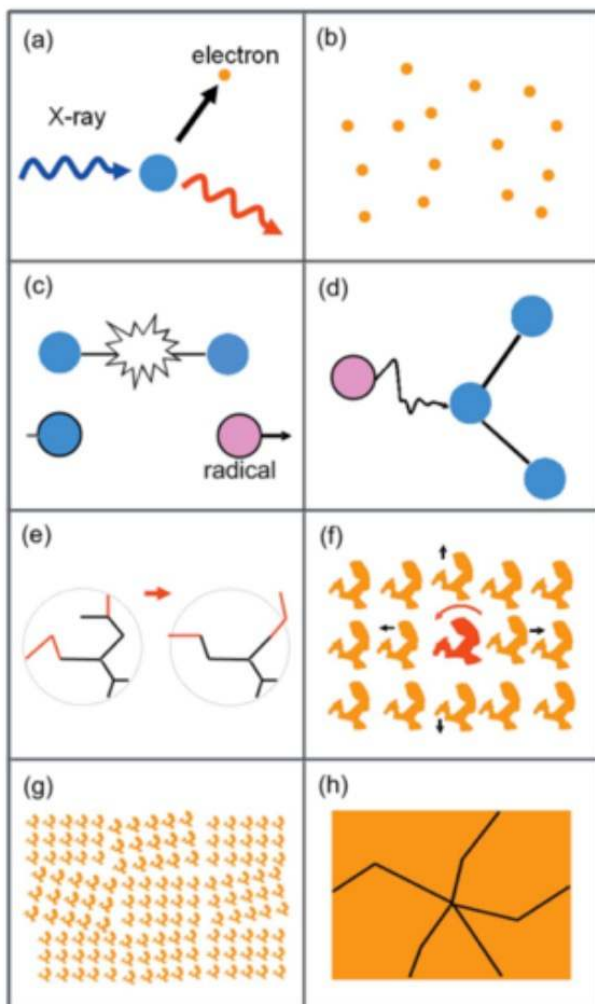 (a)
electron
X-ray
(b)
(c)
radical
(d)
(e)
(f)
(g)
(h)